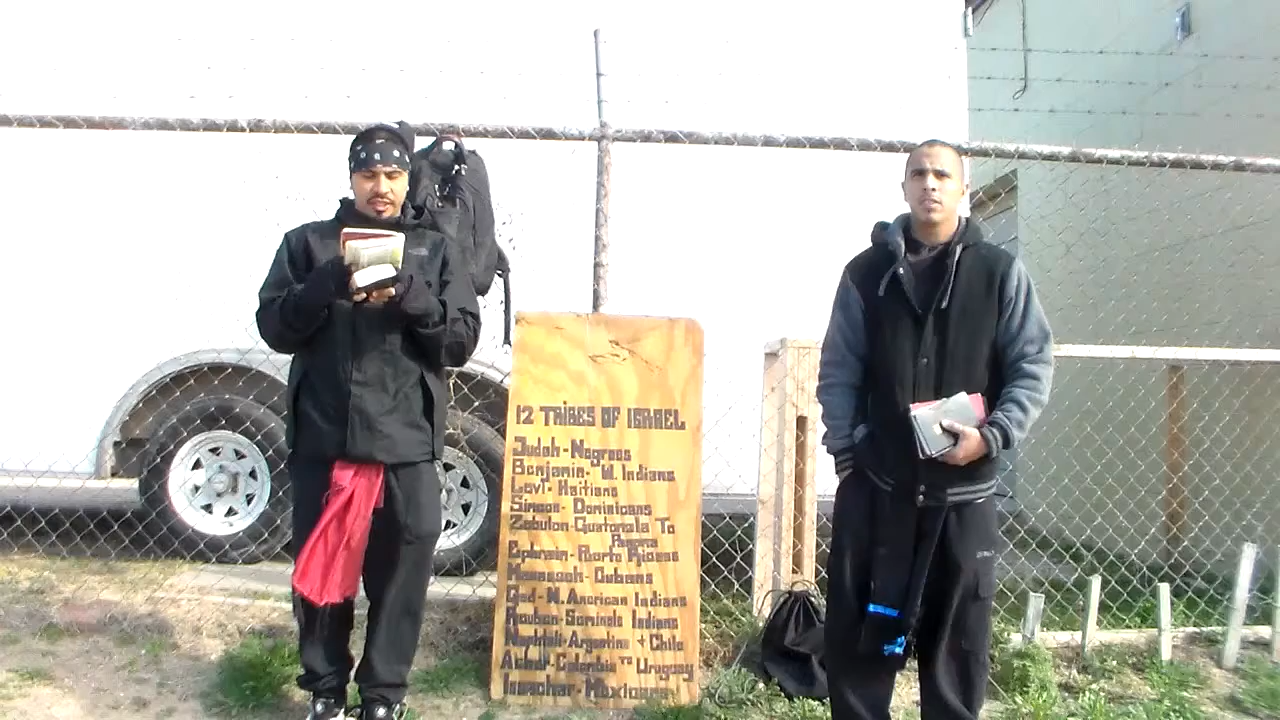 12 TRIBES OF ISRAEL
Judah-Negroes
Benjamin-W. Indians
Levi-Haitians
Simeon-Dominicans
Zebulon-Guatemala To
Panama
Ephraim-Puerto Ricans
Manasseh-Cubans
Gad-N. American Indians
Reuben-Seminole Indians
Naphtali-Argentina + Chile
Asher-Colombia To Uruguay
Issachar-Mexicans